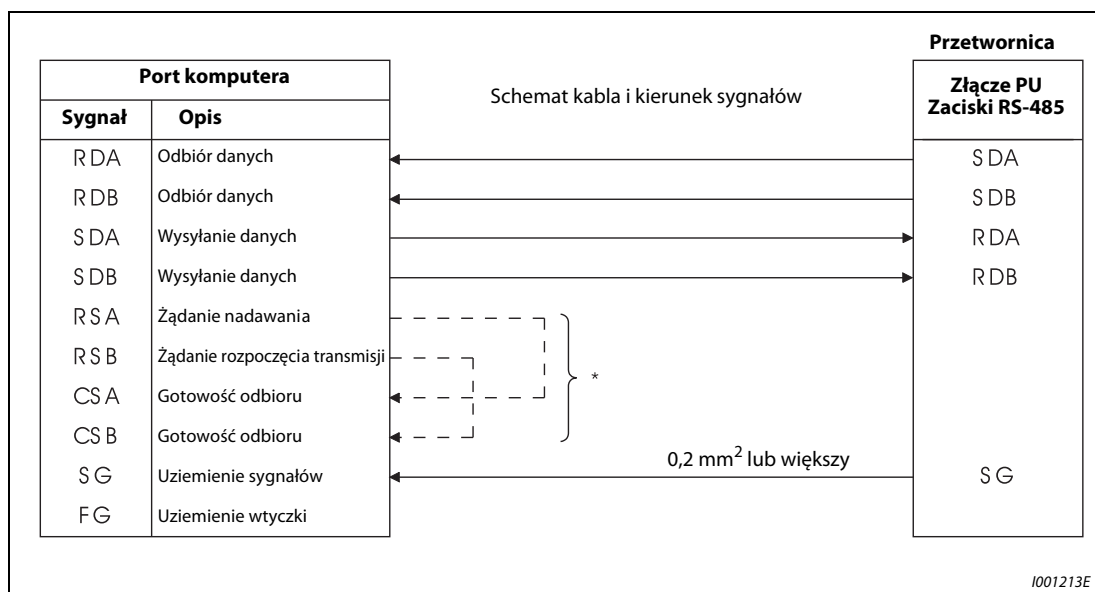 Przetwornica
Port komputera
Schemat kabla i kierunek sygnałów
Złącze PU
Zaciski RS-485
Sygnał Opis
RDA Odbiór danych SDA
RDB Odbiór danych SDB
SDA Wysyłanie danych RDA
SDB Wysyłanie danych RDB
RSA Żądanie nadawania
RSB Żądanie rozpoczęcia transmisji
*
CSA Gotowość odbioru
CSB Gotowość odbioru
0,2 mm² lub większy
SG Uziemienie sygnałów SG
FG Uziemienie wtyczki
I001213E